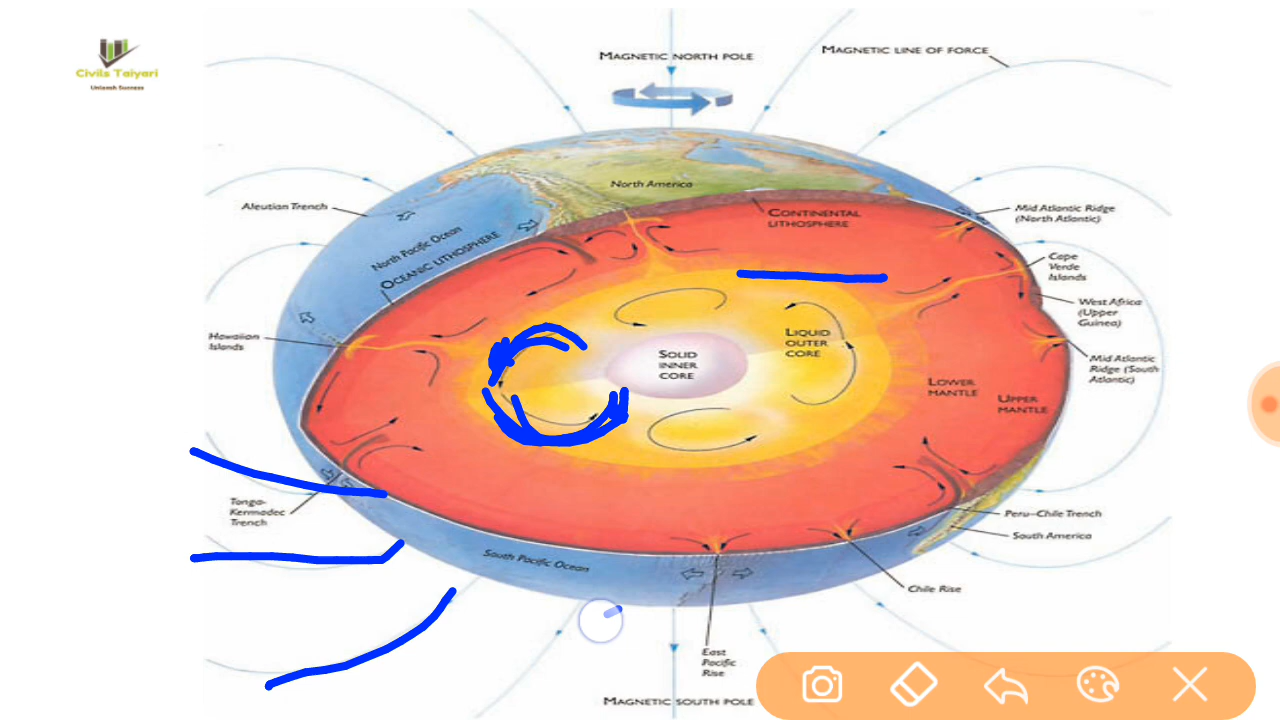 Civils Taiyari
Unleash Success
MAGNETIC NORTH POLE
MAGNETIC LINE OF FORCE
North America
Aleutian Trench
North Pacific Ocean
OCEANIC LITHOSPHERE
CONTINENTAL
LITHOSPHERE
Mid Atlantic Ridge
(North Atlantic)
Cape
Verde
Islands
West Africa
(Upper
Guinea)
Hawaiian
Islands
SOLID
INNER
CORE
LIQUID
OUTER
CORE
Mid Atlantic
Ridge (South
Atlantic)
LOWER
MANTLE
UPPER
MANTLE
Tonga-
Kermadec
Trench
Peru–Chile Trench
South America
South Pacific Ocean
Chile Rise
East
Pacific
Rise
MAGNETIC SOUTH POLE